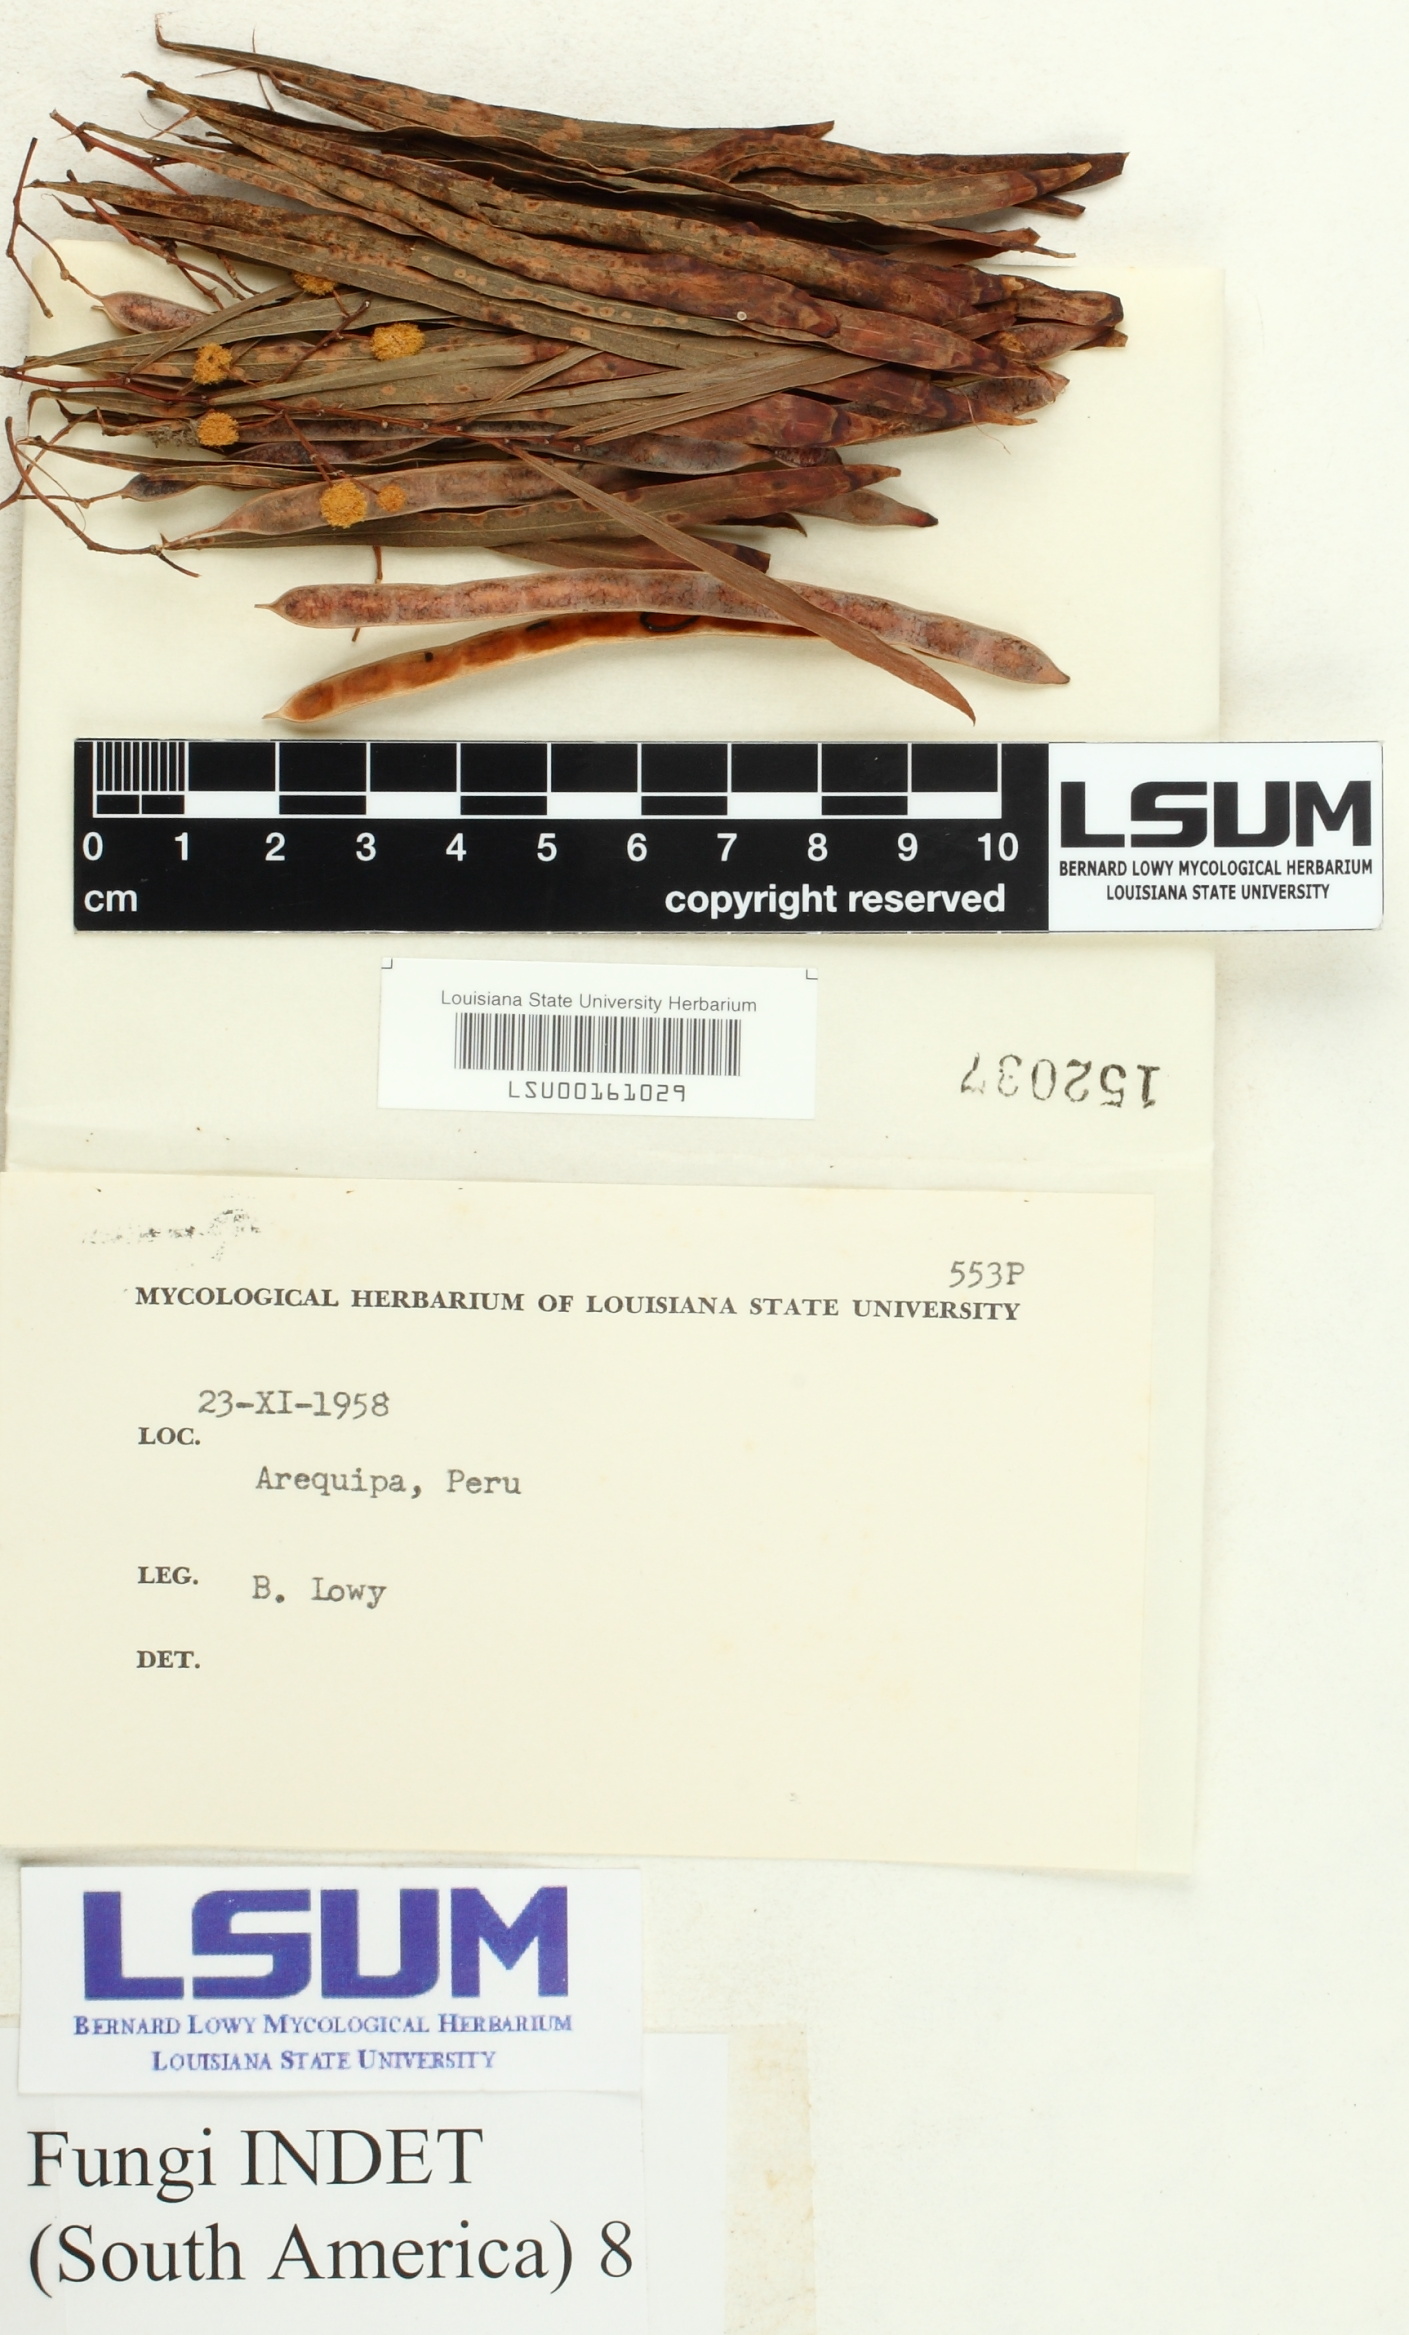 0 1 2 3 4 5 6 7 8 9 10
cm copyright reserved
LSUM
BERNARD LOWY MYCOLOGICAL HERBARIUM
LOUISIANA STATE UNIVERSITY
Louisiana State University Herbarium
LSU00161029
152037
553P
MYCOLOGICAL HERBARIUM OF LOUISIANA STATE UNIVERSITY
23-XI-1958
LOC.
Arequipa, Peru
LEG. B. Lowy
DET.
LSUM
BERNARD LOWY MYCOLOGICAL HERBARIUM
LOUISIANA STATE UNIVERSITY
Fungi INDET
(South America) 8